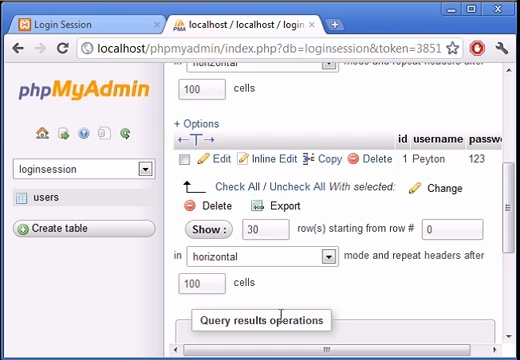 Login Session
localhost / localhost / login
localhost/phpmyadmin/index.php?db=loginsession&token=3851
phpMyAdmin
loginsession
users
Create table
horizontal
mode and repeat headers after
100 cells
+ Options
←T→ id username passwo
Edit Inline Edit Copy Delete 1 Peyton 123
Check All / Uncheck All With selected: Change
Delete Export
Show : 30 row(s) starting from row # 0
in horizontal mode and repeat headers after
100 cells
Query results operations